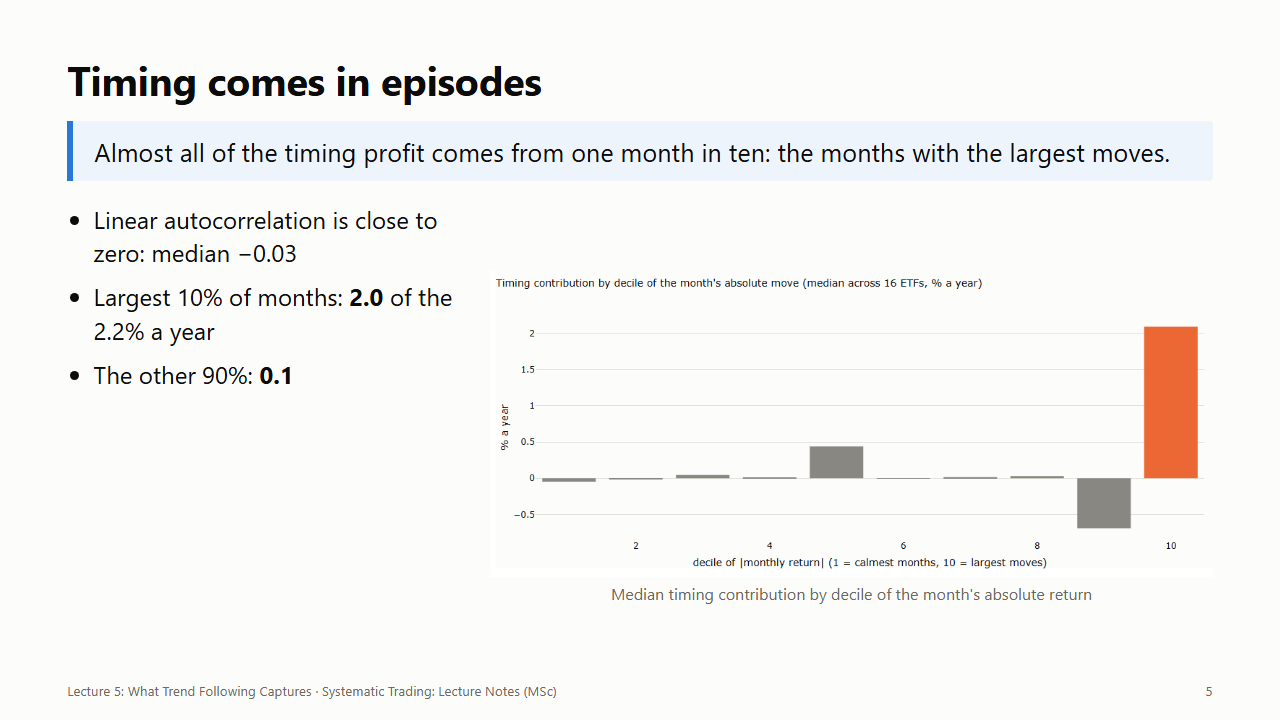 Timing comes in episodes
Almost all of the timing profit comes from one month in ten: the months with the largest moves.
• Linear autocorrelation is close to
zero: median −0.03
• Largest 10% of months: 2.0 of the
2.2% a year
• The other 90%: 0.1
Timing contribution by decile of the month's absolute move (median across 16 ETFs, % a year)
2
1.5
1
0.5
0
−0.5
% a year
2 4 6 8 10
decile of |monthly return| (1 = calmest months, 10 = largest moves)
Median timing contribution by decile of the month's absolute return
Lecture 5: What Trend Following Captures · Systematic Trading: Lecture Notes (MSc) 5